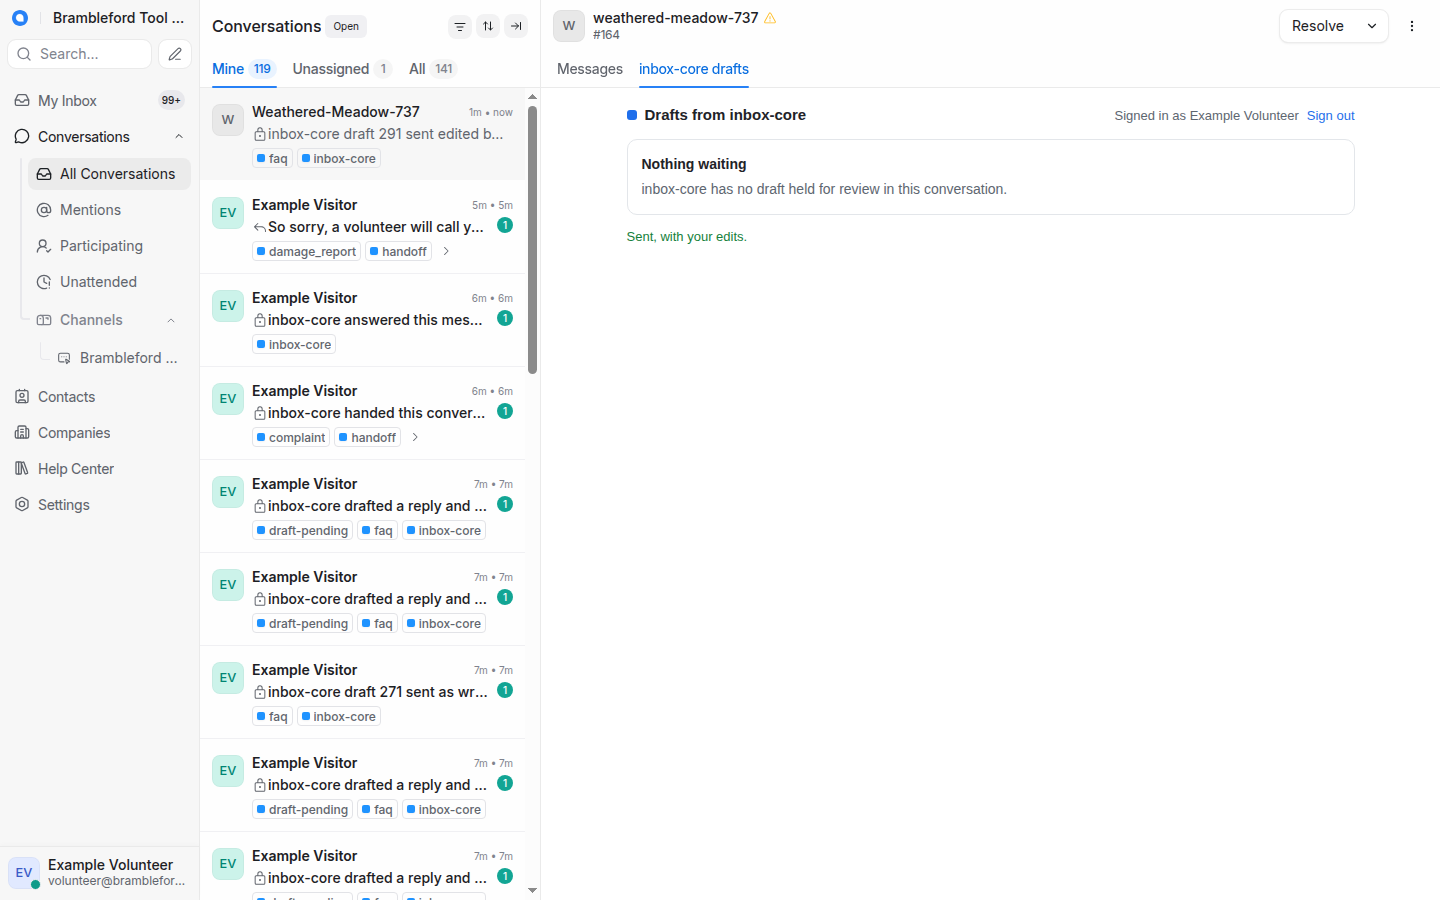 Brambleford Tool ...
Search...
My Inbox
99+
Conversations
All Conversations
Mentions
Participating
Unattended
Channels
Brambleford ...
Contacts
Companies
Help Center
Settings
EV
Example Volunteer
volunteer@bramblefor...
Conversations
Open
Mine 119
Unassigned 1
All 141
W
Weathered-Meadow-737
1m • now
inbox-core draft 291 sent edited b...
faq
inbox-core
EV
Example Visitor
5m • 5m
So sorry, a volunteer will call y...
1
damage_report
handoff
EV
Example Visitor
6m • 6m
inbox-core answered this mes...
1
inbox-core
EV
Example Visitor
6m • 6m
inbox-core handed this conver...
1
complaint
handoff
EV
Example Visitor
7m • 7m
inbox-core drafted a reply and ...
1
draft-pending
faq
inbox-core
EV
Example Visitor
7m • 7m
inbox-core drafted a reply and ...
1
draft-pending
faq
inbox-core
EV
Example Visitor
7m • 7m
inbox-core draft 271 sent as wr...
1
faq
inbox-core
EV
Example Visitor
7m • 7m
inbox-core drafted a reply and ...
1
draft-pending
faq
inbox-core
EV
Example Visitor
7m • 7m
inbox-core drafted a reply and ...
1
W
weathered-meadow-737
#164
Resolve
Messages
inbox-core drafts
Drafts from inbox-core
Signed in as Example Volunteer Sign out
Nothing waiting
inbox-core has no draft held for review in this conversation.
Sent, with your edits.